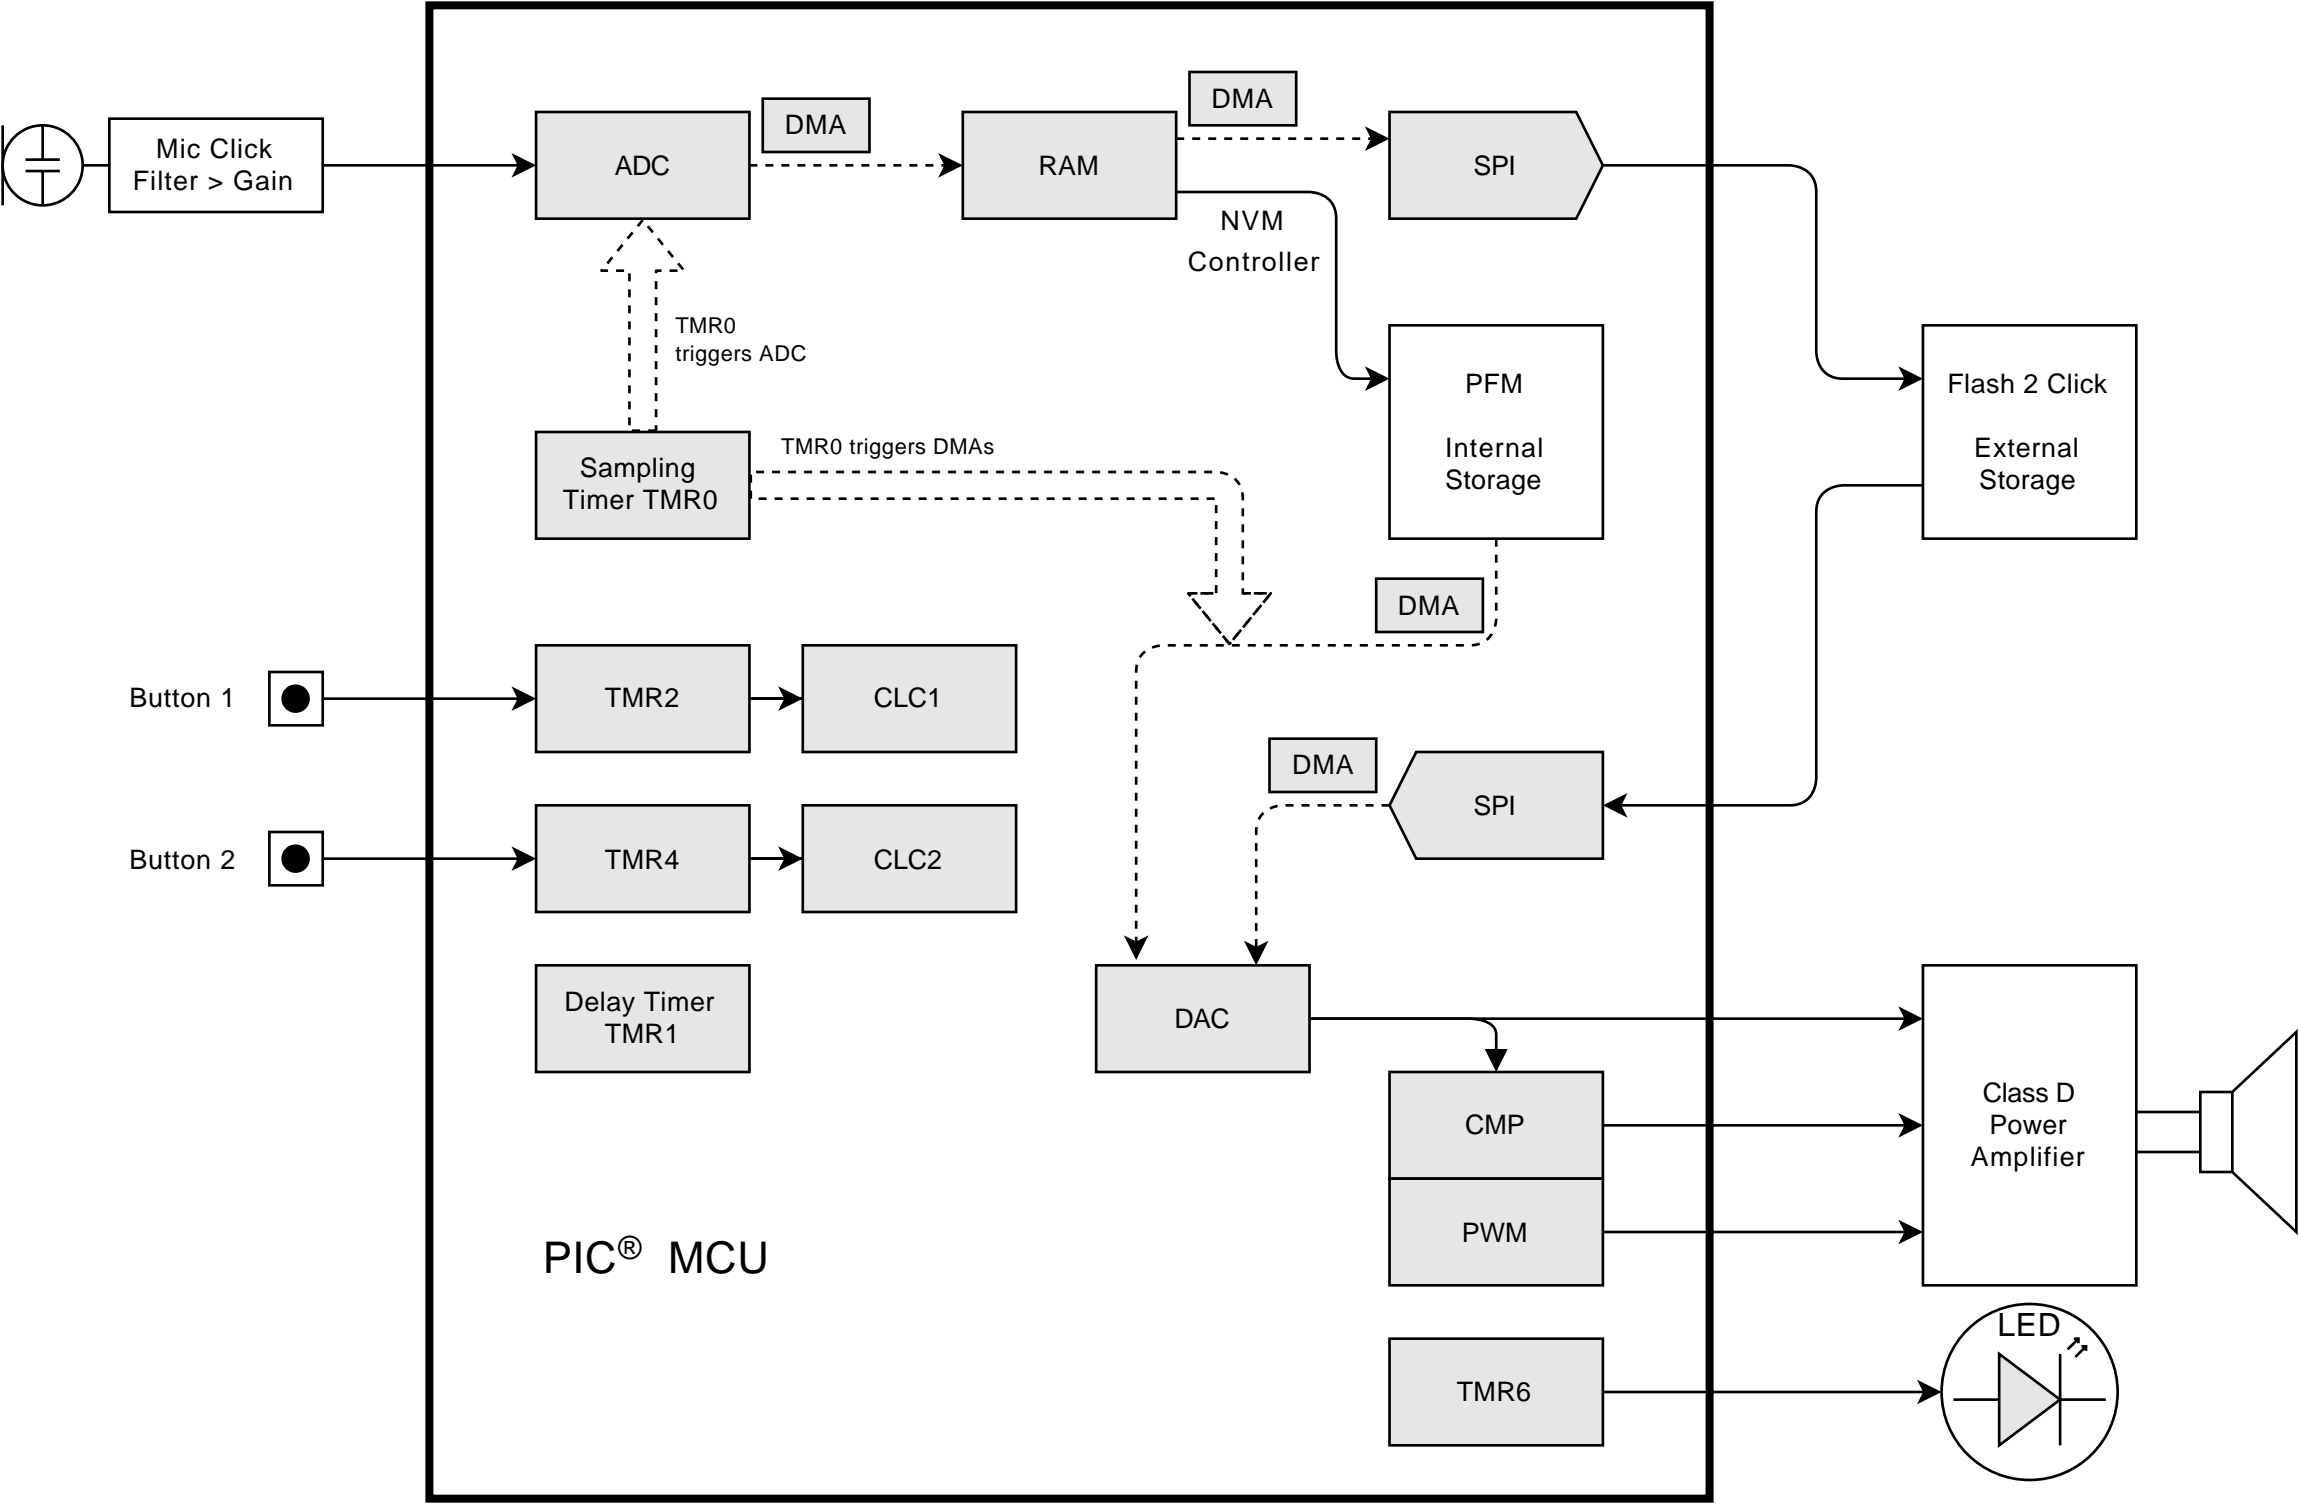 DMA
DMA
Mic Click
Filter > Gain
ADC
RAM
SPI
NVM
Controller
TMR0
triggers ADC
PFM
Internal
Storage
Flash 2 Click
External
Storage
TMR0 triggers DMAs
Sampling
Timer TMR0
DMA
Button 1
TMR2
CLC1
DMA
SPI
Button 2
TMR4
CLC2
Delay Timer
TMR1
DAC
CMP
PWM
Class D
Power
Amplifier
PIC® MCU
LED
TMR6